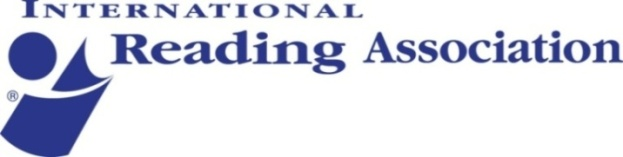 INTERNATIONAL
Reading Association
®